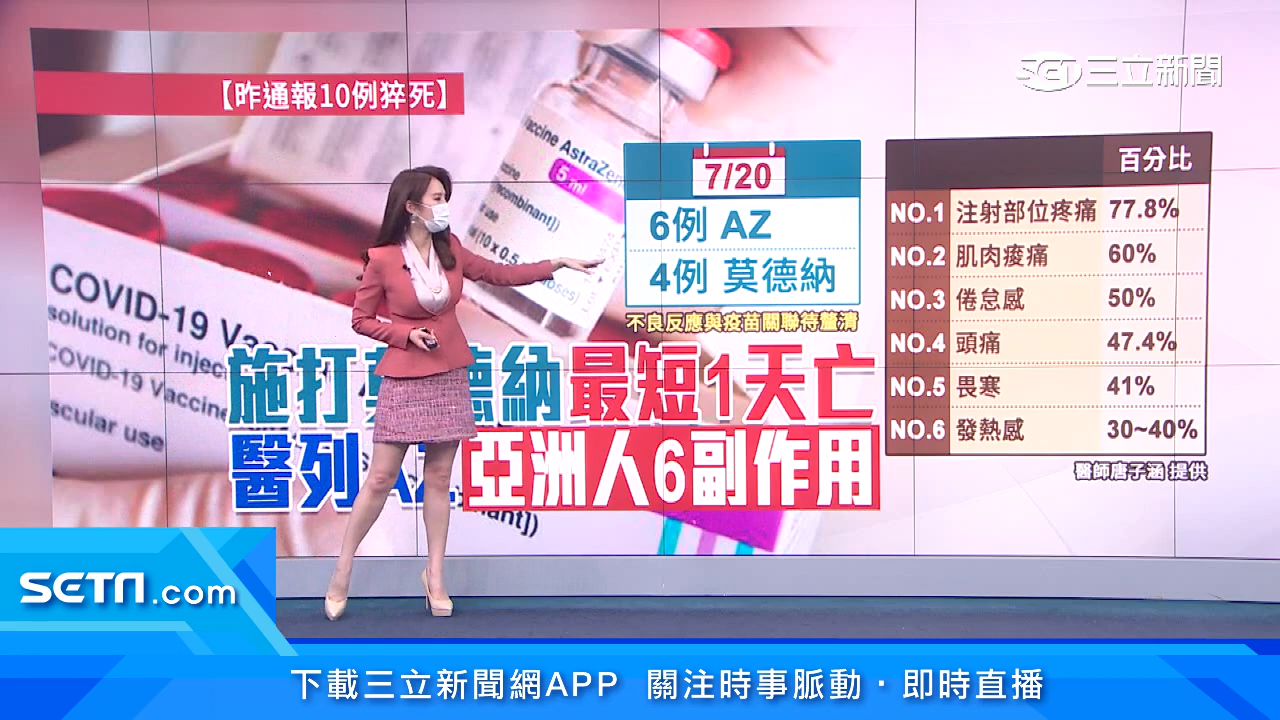 【昨通報10例猝死】
SET 三立新聞
Vaccine AstraZen
5 ml
COVID-19 Vac
solution for injec
COVID-19 Vaccine
scular use
7/20
6例 AZ
4例 莫德納
不良反應與疫苗關聯待釐清
百分比
NO.1 注射部位疼痛 77.8%
NO.2 肌肉痠痛 60%
NO.3 倦怠感 50%
NO.4 頭痛 47.4%
NO.5 畏寒 41%
NO.6 發熱感 30~40%
醫師唐子涵 提供
施打莫德納最短1天亡
醫列AZ 亞洲人6副作用
SETN.com
下載三立新聞網APP 關注時事脈動・即時直播